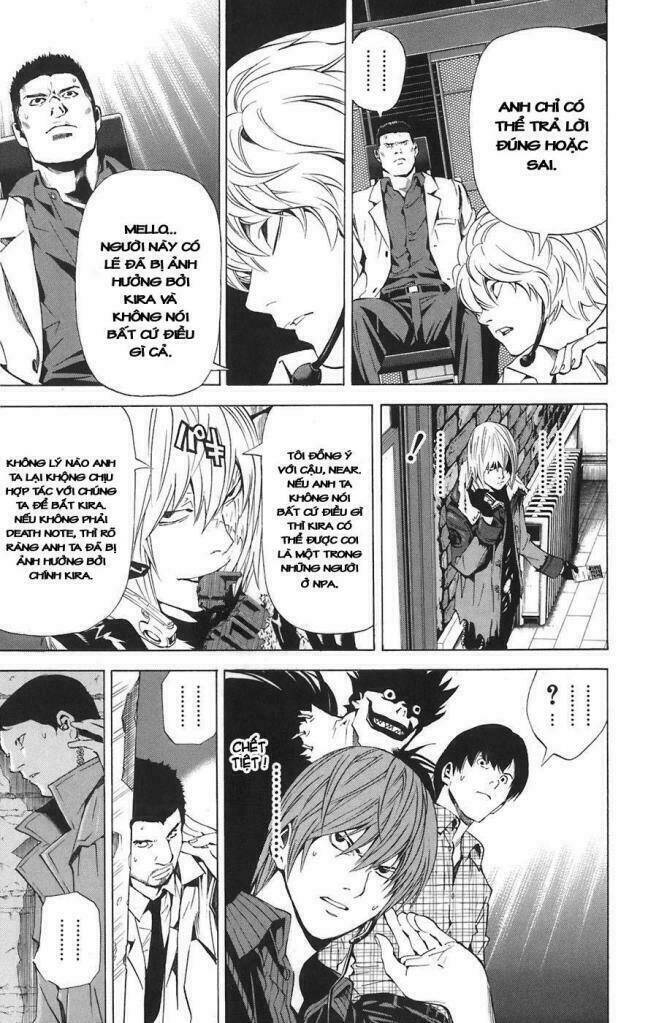 ANH CHỈ CÓ
THỂ TRẢ LỜI
ĐÚNG HOẶC
SAI.
MELLO...
NGƯỜI NÀY CÓ
LẼ ĐÃ BỊ ẢNH
HƯỞNG BỞI
KIRA VÀ
KHÔNG NÓI
BẤT CỨ ĐIỀU
GÌ CẢ.
!
TÔI ĐỒNG Ý
VỚI CẬU, NEAR.
NẾU ANH TA
KHÔNG NÓI
BẤT CỨ ĐIỀU GÌ
THÌ KIRA CÓ
THỂ ĐƯỢC COI
LÀ MỘT TRONG
NHỮNG NGƯỜI
Ở NPA.
パキ
KHÔNG LÝ NÀO ANH
TA LẠI KHỘNG CHỊU
HỢP TÁC VỚI CHÚNG
TA ĐỂ BẮT KIRA.
NẾU KHÔNG PHẢI
DEATH NOTE, THÌ RÕ
RÀNG ANH TA ĐÃ BỊ
ẢNH HƯỞNG BỞI
CHÍNH KIRA.
?
CHẾT
TIỆT!